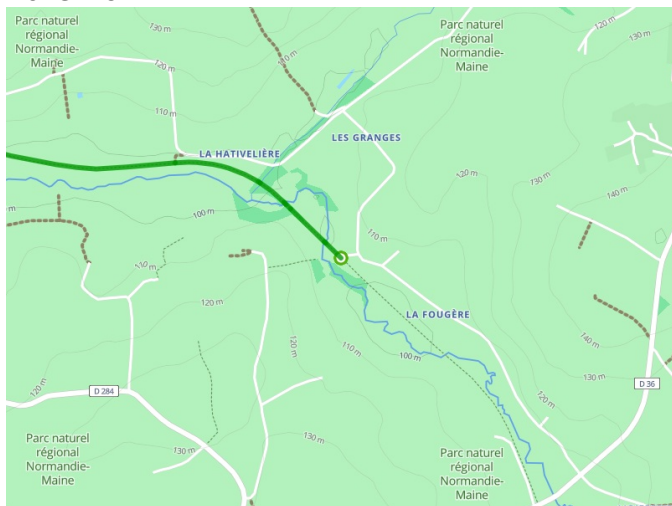 Parc naturel
régional
Normandie-
Maine
130 m
120 m
110 m
Parc naturel
régional
Normandie-
Maine
120 m
130 m
LA HATIVELIÈRE
LES GRANGES
120 m
130 m
140 m
100 m
110 m
120 m
LA FOUGÈRE
110 m
100 m
120 m
140 m
130 m
120 m
120 m
D 284
D 36
Parc naturel
régional
Normandie-
Maine
130 m
130 m
Parc naturel
régional
Normandie-
Maine
120 m
130 m